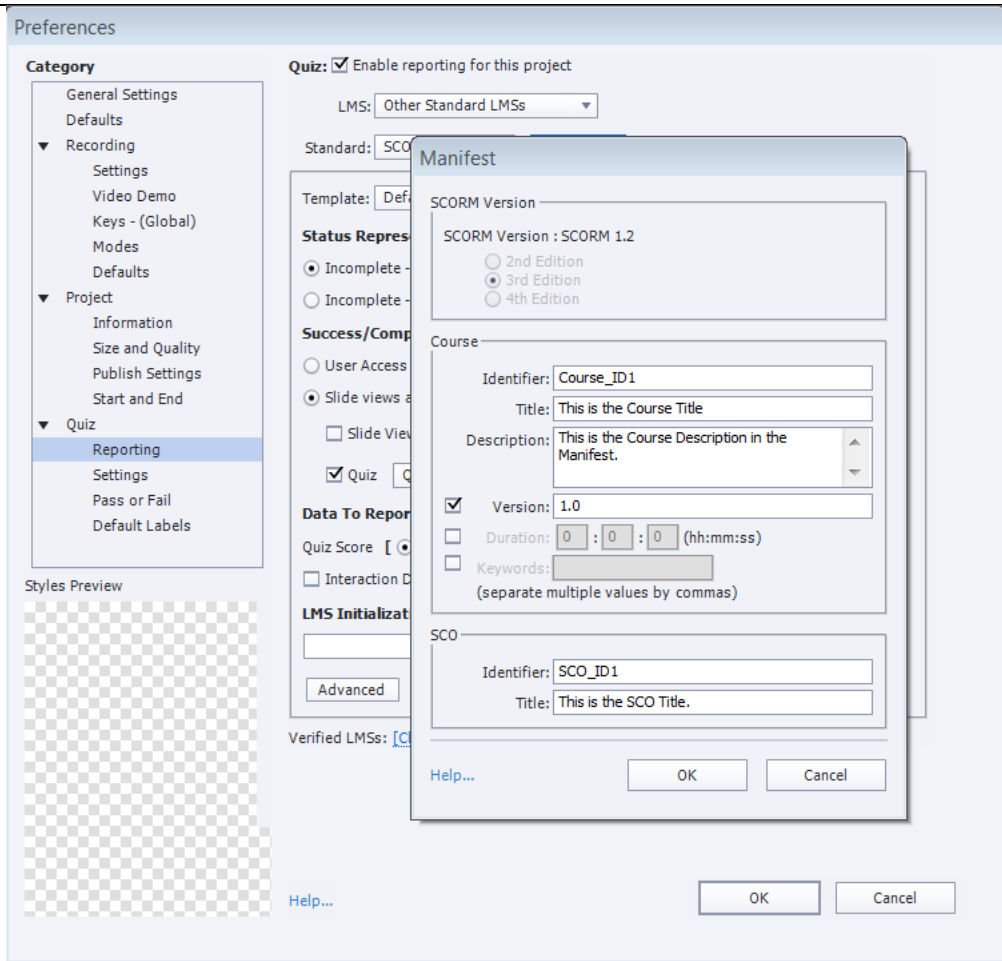 Preferences
Category
General Settings
Defaults
Recording
Settings
Video Demo
Keys - (Global)
Modes
Defaults
Project
Information
Size and Quality
Publish Settings
Start and End
Quiz
Reporting
Settings
Pass or Fail
Default Labels
Styles Preview
Quiz: Enable reporting for this project
LMS: Other Standard LMSs
Standard: SCO
Template: Defa
Status Repres
Incomplete -
Incomplete -
Success/Comp
User Access
Slide views a
Slide View
Quiz Q
Data To Repor
Quiz Score [
Interaction D
LMS Initializati
Advanced
Verified LMSs: [Cl
Help...
OK Cancel
Manifest
SCORM Version
SCORM Version : SCORM 1.2
2nd Edition
3rd Edition
4th Edition
Course
Identifier: Course_ID1
Title: This is the Course Title
Description: This is the Course Description in the
Manifest.
Version: 1.0
Duration: 0 : 0 : 0 (hh:mm:ss)
Keywords:
(separate multiple values by commas)
SCO
Identifier: SCO_ID1
Title: This is the SCO Title.
Help... OK Cancel